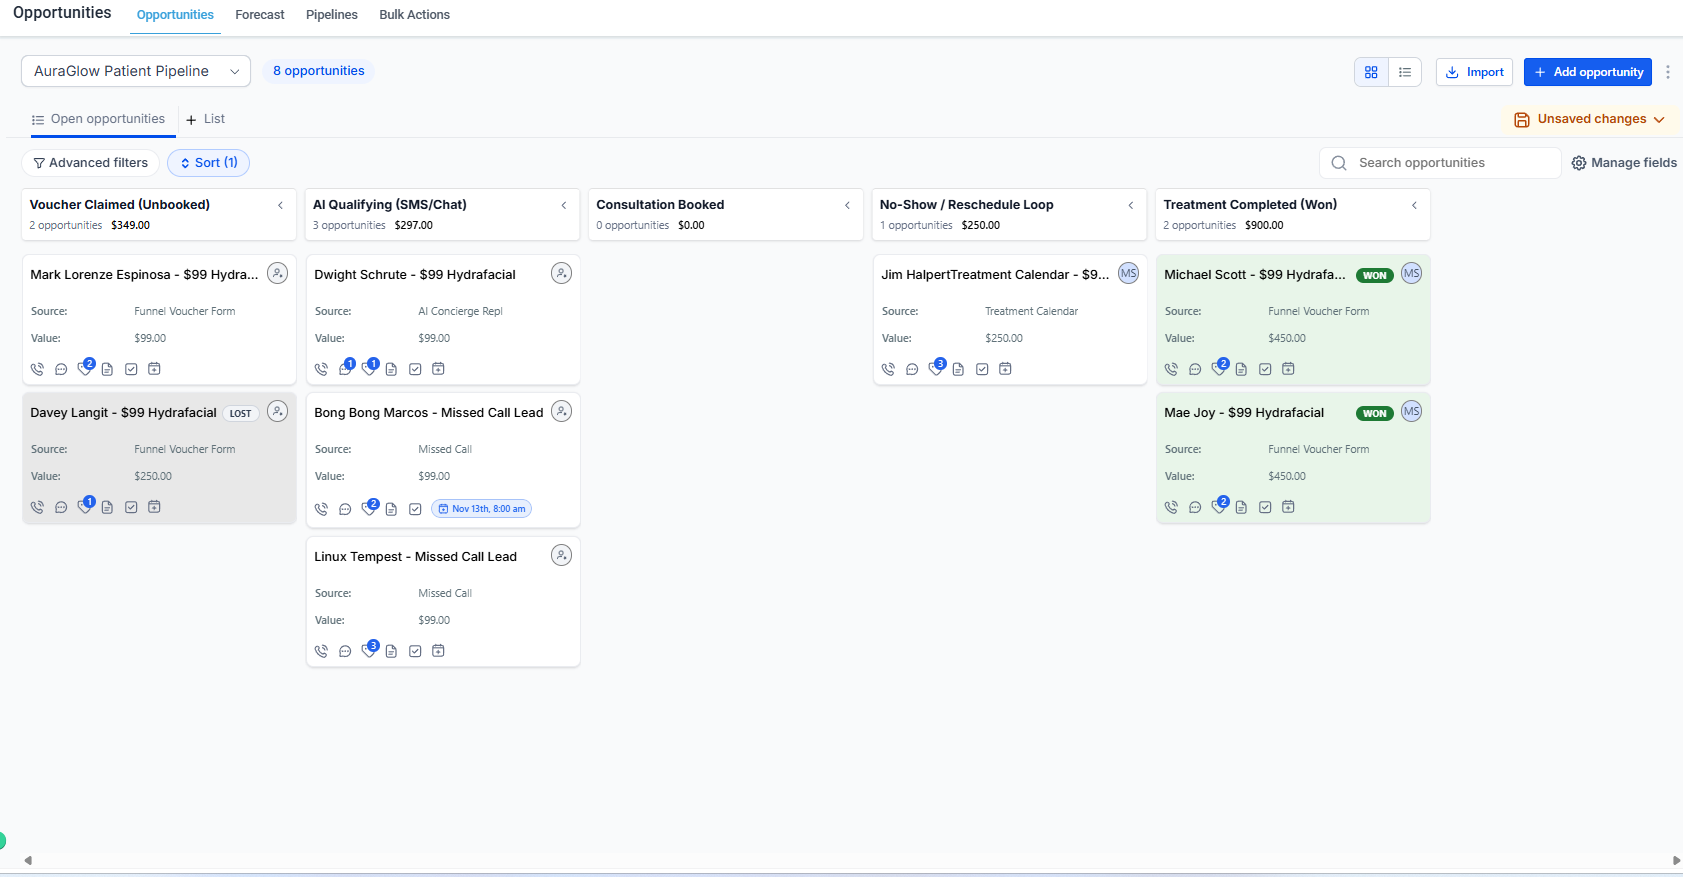 Opportunities
Opportunities
Forecast
Pipelines
Bulk Actions
AuraGlow Patient Pipeline
8 opportunities
Import
Add opportunity
Open opportunities
List
Unsaved changes
Advanced filters
Sort (1)
Search opportunities
Manage fields
Voucher Claimed (Unbooked)
2 opportunities $349.00
Mark Lorenze Espinosa - $99 Hydra...
Source: Funnel Voucher Form
Value: $99.00
2
Davey Langit - $99 Hydrafacial LOST
Source: Funnel Voucher Form
Value: $250.00
1
AI Qualifying (SMS/Chat)
3 opportunities $297.00
Dwight Schrute - $99 Hydrafacial
Source: AI Concierge Repl
Value: $99.00
1 1
Bong Bong Marcos - Missed Call Lead
Source: Missed Call
Value: $99.00
2 Nov 13th, 8:00 am
Linux Tempest - Missed Call Lead
Source: Missed Call
Value: $99.00
3
Consultation Booked
0 opportunities $0.00
No-Show / Reschedule Loop
1 opportunities $250.00
Jim HalpertTreatment Calendar - $9... MS
Source: Treatment Calendar
Value: $250.00
3
Treatment Completed (Won)
2 opportunities $900.00
Michael Scott - $99 Hydrafa... WON MS
Source: Funnel Voucher Form
Value: $450.00
2
Mae Joy - $99 Hydrafacial WON MS
Source: Funnel Voucher Form
Value: $450.00
2